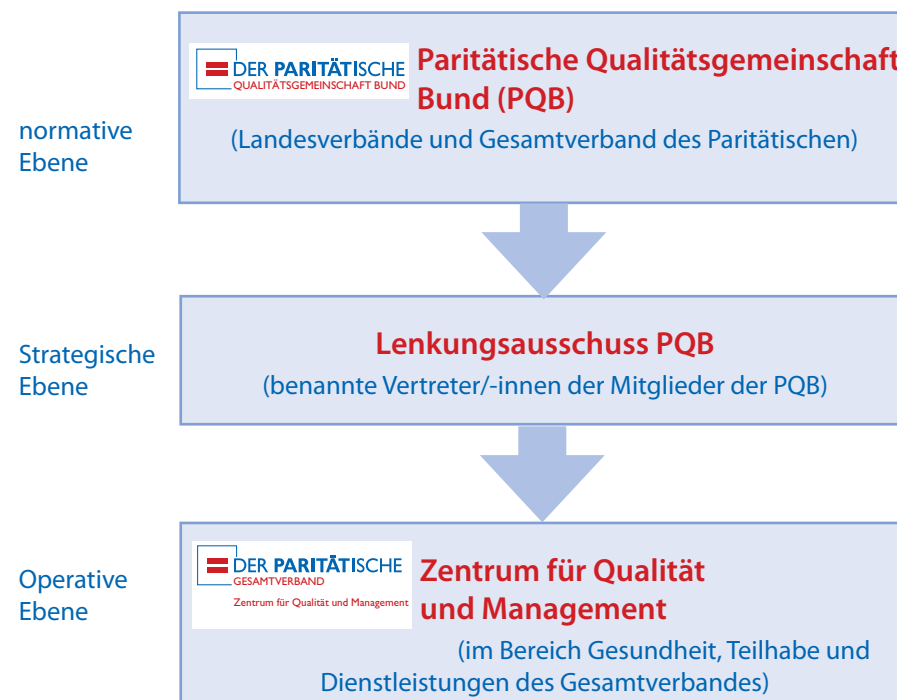 normative
Ebene
DER PARITÄTISCHE
QUALITÄTSGEMEINSCHAFT BUND
Paritätische Qualitätsgemeinschaft
Bund (PQB)
(Landesverbände und Gesamtverband des Paritätischen)
Strategische
Ebene
Lenkungsausschuss PQB
(benannte Vertreter/-innen der Mitglieder der PQB)
Operative
Ebene
DER PARITÄTISCHE
GESAMTVERBAND
Zentrum für Qualität und Management
Zentrum für Qualität
und Management
(im Bereich Gesundheit, Teilhabe und
Dienstleistungen des Gesamtverbandes)